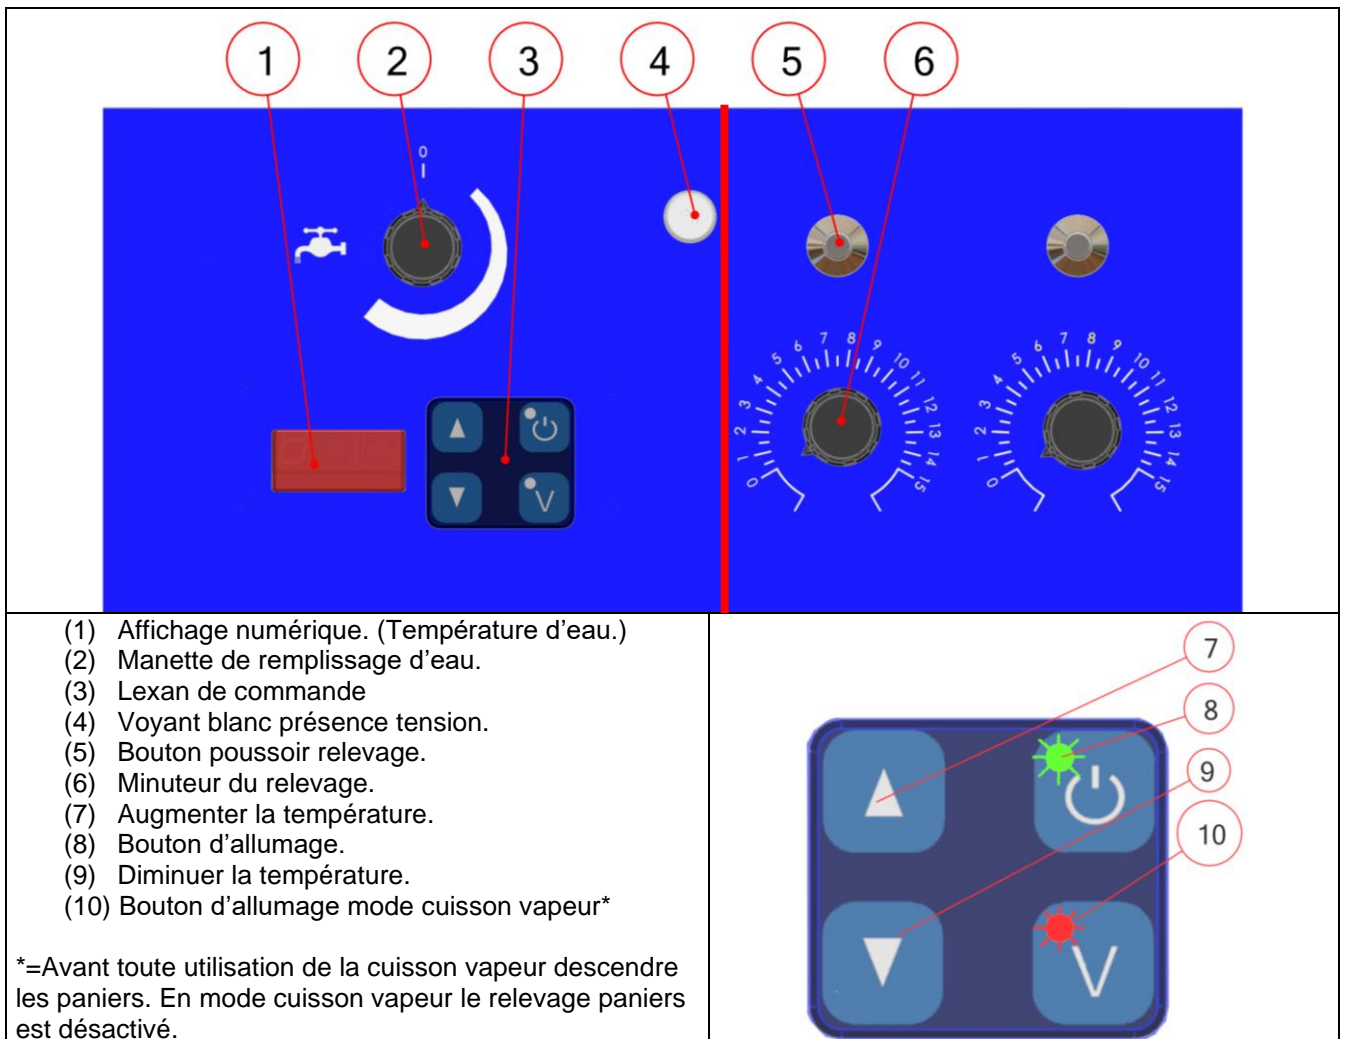 1 2 3 4 5 6
0
0 1 2 3 4 5 6 7 8 9 10 11 12 13 14 15
0 1 2 3 4 5 6 7 8 9 10 11 12 13 14 15
V
(1) Affichage numérique. (Température d’eau.)
(2) Manette de remplissage d’eau.
(3) Lexan de commande
(4) Voyant blanc présence tension.
(5) Bouton poussoir relevage.
(6) Minuteur du relevage.
(7) Augmenter la température.
(8) Bouton d’allumage.
(9) Diminuer la température.
(10) Bouton d’allumage mode cuisson vapeur*
*=Avant toute utilisation de la cuisson vapeur descendre
les paniers. En mode cuisson vapeur le relevage paniers
est désactivé.
7
8
9
10
V